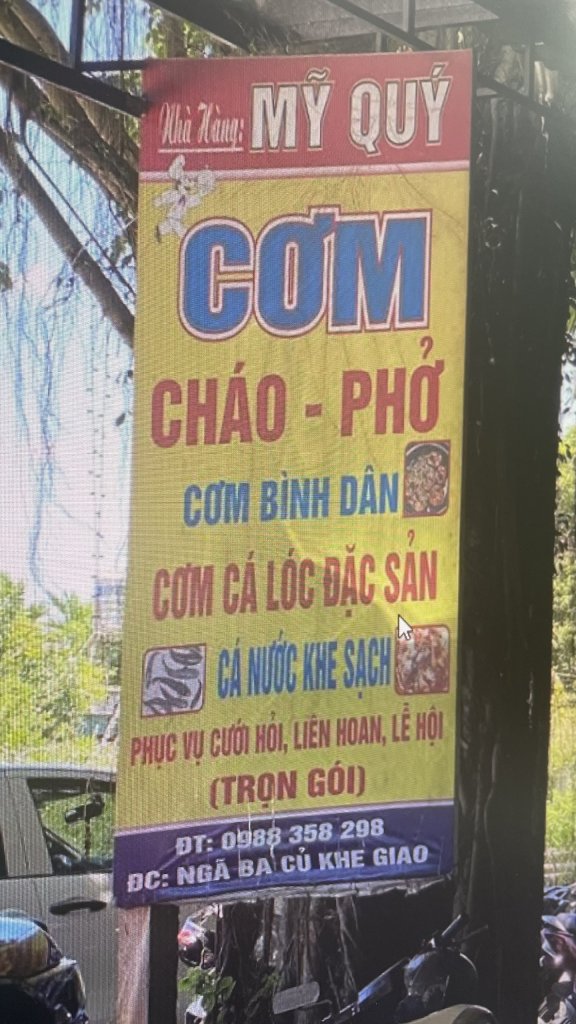 Nhà Hàng: MỸ QUÝ
CƠM
CHÁO - PHỞ
CƠM BÌNH DÂN
CƠM CÁ LÓC ĐẶC SẢN
CÁ NƯỚC KHE SẠCH
PHỤC VỤ CƯỚI HỎI, LIÊN HOAN, LỄ HỘI
(TRỌN GÓI)
ĐT: 0988 358 298
ĐC: NGÃ BA CỦ KHE GIAO